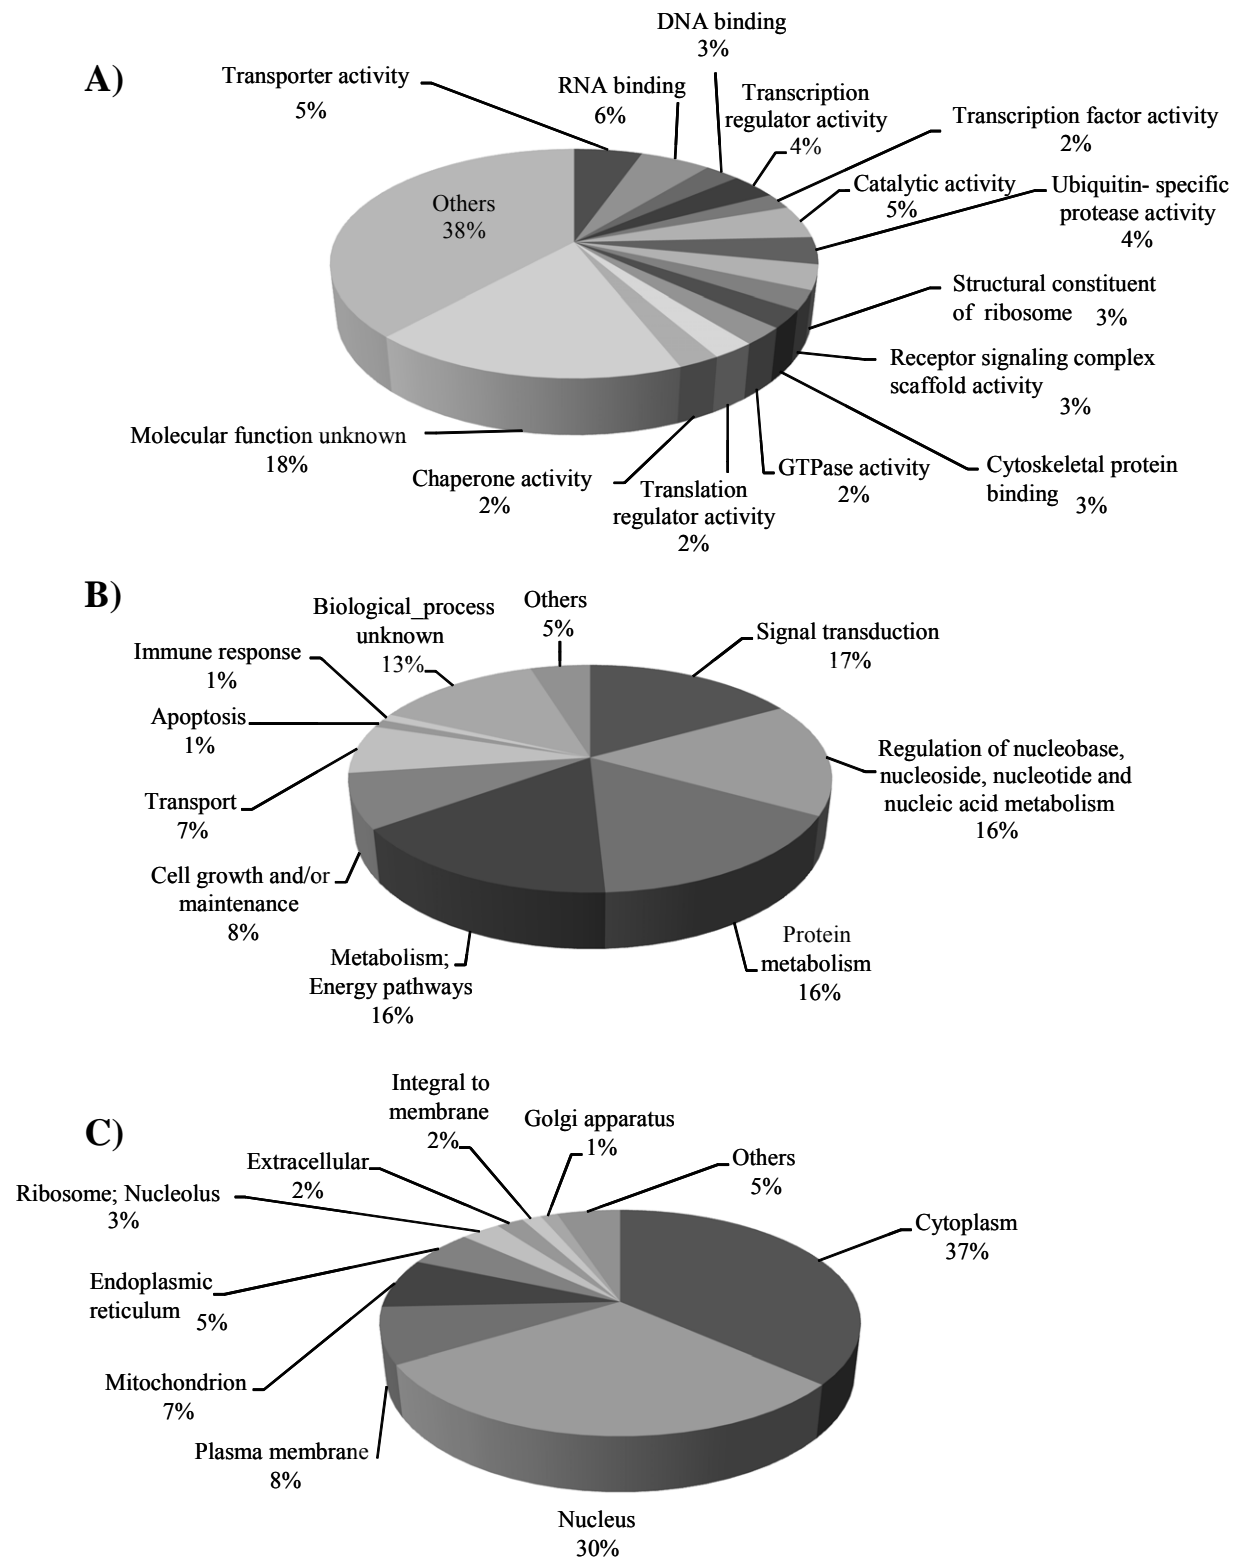 A)
Transporter activity
5%
RNA binding
6%
DNA binding
3%
Transcription
regulator activity
4%
Transcription factor activity
2%
Catalytic activity
5%
Ubiquitin- specific
protease activity
4%
Structural constituent
of ribosome 3%
Receptor signaling complex
scaffold activity
3%
Cytoskeletal protein
binding 3%
GTPase activity
2%
Translation
regulator activity
2%
Chaperone activity
2%
Molecular function unknown
18%
Others
38%
B)
Others
5%
Signal transduction
17%
Regulation of nucleobase,
nucleoside, nucleotide and
nucleic acid metabolism
16%
Protein
metabolism
16%
Metabolism;
Energy pathways
16%
Cell growth and/or
maintenance
8%
Transport
7%
Apoptosis
1%
Immune response
1%
Biological_process
unknown
13%
C)
Integral to
membrane
2%
Golgi apparatus
1%
Others
5%
Cytoplasm
37%
Nucleus
30%
Plasma membrane
8%
Mitochondrion
7%
Endoplasmic
reticulum 5%
Ribosome; Nucleolus
3%
Extracellular
2%